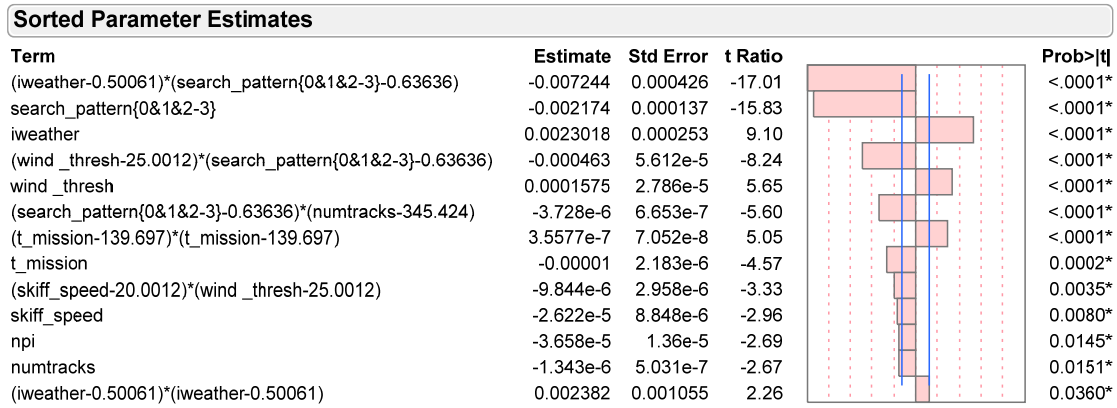 Sorted Parameter Estimates
Term Estimate Std Error t Ratio Prob>|t|
(iweather-0.50061)*(search_pattern{0&1&2-3}-0.63636) -0.007244 0.000426 -17.01 <.0001*
search_pattern{0&1&2-3} -0.002174 0.000137 -15.83 <.0001*
iweather 0.0023018 0.000253 9.10 <.0001*
(wind _thresh-25.0012)*(search_pattern{0&1&2-3}-0.63636) -0.000463 5.612e-5 -8.24 <.0001*
wind _thresh 0.0001575 2.786e-5 5.65 <.0001*
(search_pattern{0&1&2-3}-0.63636)*(numtracks-345.424) -3.728e-6 6.653e-7 -5.60 <.0001*
(t_mission-139.697)*(t_mission-139.697) 3.5577e-7 7.052e-8 5.05 <.0001*
t_mission -0.00001 2.183e-6 -4.57 0.0002*
(skiff_speed-20.0012)*(wind _thresh-25.0012) -9.844e-6 2.958e-6 -3.33 0.0035*
skiff_speed -2.622e-5 8.848e-6 -2.96 0.0080*
npi -3.658e-5 1.36e-5 -2.69 0.0145*
numtracks -1.343e-6 5.031e-7 -2.67 0.0151*
(iweather-0.50061)*(iweather-0.50061) 0.002382 0.001055 2.26 0.0360*